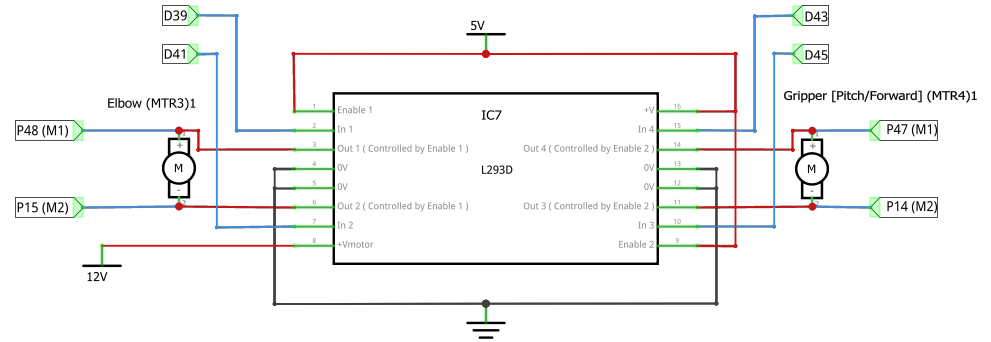 D39
D43
5V
D41
D45
Gripper [Pitch/Forward] (MTR4)1
Elbow (MTR3)1
1 Enable 1 IC7 +V 16
P48 (M1) 2 In 1 In 4 15 P47 (M1)
+ 3 Out 1 ( Controlled by Enable 1 ) Out 4 ( Controlled by Enable 2 ) 14 +
M 4 0V L293D 0V 13 M
- 5 0V 0V 12 -
P15 (M2) 6 Out 2 ( Controlled by Enable 1 ) Out 3 ( Controlled by Enable 2 ) 11 P14 (M2)
7 In 2 In 3 10
8 +Vmotor Enable 2 9
12V